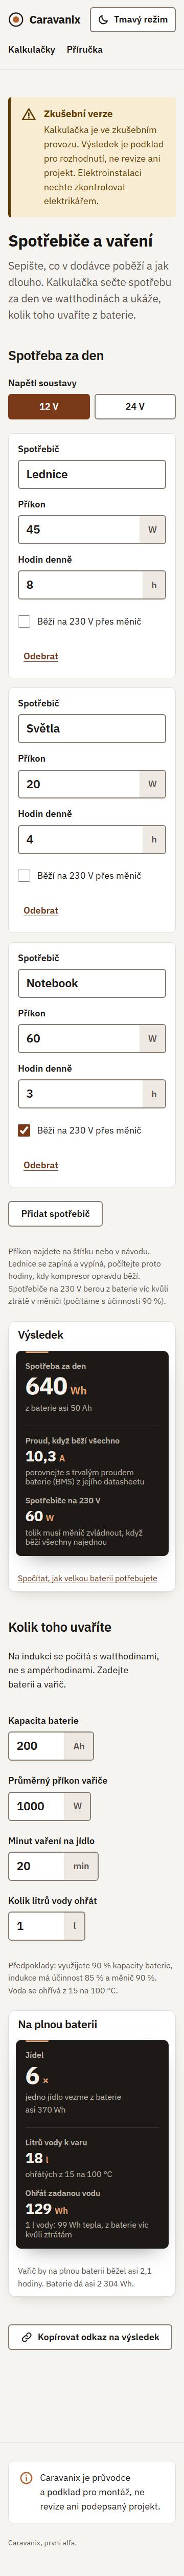 Caravanix
Tmavý režim
Kalkulačky Příručka
Zkušební verze
Kalkulačka je ve zkušebním
provozu. Výsledek je podklad
pro rozhodnutí, ne revize ani
projekt. Elektroinstalaci
nechte zkontrolovat
elektrikářem.
Spotřebiče a vaření
Sepište, co v dodávce poběží a jak
dlouho. Kalkulačka sečte spotřebu
za den ve watthodinách a ukáže,
kolik toho uvaříte z baterie.
Spotřeba za den
Napětí soustavy
12 V 24 V
Spotřebič
Lednice
Příkon
45 W
Hodin denně
8 h
Běží na 230 V přes měnič
Odebrat
Spotřebič
Světla
Příkon
20 W
Hodin denně
4 h
Běží na 230 V přes měnič
Odebrat
Spotřebič
Notebook
Příkon
60 W
Hodin denně
3 h
Běží na 230 V přes měnič
Odebrat
Přidat spotřebič
Příkon najdete na štítku nebo v návodu.
Lednice se zapíná a vypíná, počítejte proto
hodiny, kdy kompresor opravdu běží.
Spotřebiče na 230 V berou z baterie víc kvůli
ztrátě v měniči (počítáme s účinností 90 %).
Výsledek
Spotřeba za den
640 Wh
z baterie asi 50 Ah
Proud, když běží všechno
10,3 A
porovnejte s trvalým proudem
baterie (BMS) z jejího datasheetu
Spotřebiče na 230 V
60 W
tolik musí měnič zvládnout, když
běží všechny najednou
Spočítat, jak velkou baterii potřebujete
Kolik toho uvaříte
Na indukci se počítá s watthodinami,
ne s ampérhodinami. Zadejte
baterii a vařič.
Kapacita baterie
200 Ah
Průměrný příkon vařiče
1000 W
Minut vaření na jídlo
20 min
Kolik litrů vody ohřát
1 l
Předpoklady: využijete 90 % kapacity baterie,
indukce má účinnost 85 % a měnič 90 %.
Voda se ohřívá z 15 na 100 °C.
Na plnou baterii
Jídel
6 ×
jedno jídlo vezme z baterie
asi 370 Wh
Litrů vody k varu
18 l
ohřátých z 15 na 100 °C
Ohřát zadanou vodu
129 Wh
1 l vody: 99 Wh tepla, z baterie víc
kvůli ztrátám
Vařič by na plnou baterii běžel asi 2,1
hodiny. Baterie dá asi 2 304 Wh.
Kopírovat odkaz na výsledek
Caravanix je průvodce
a podklad pro montáž, ne
revize ani podepsaný projekt.
Caravanix, první alfa.